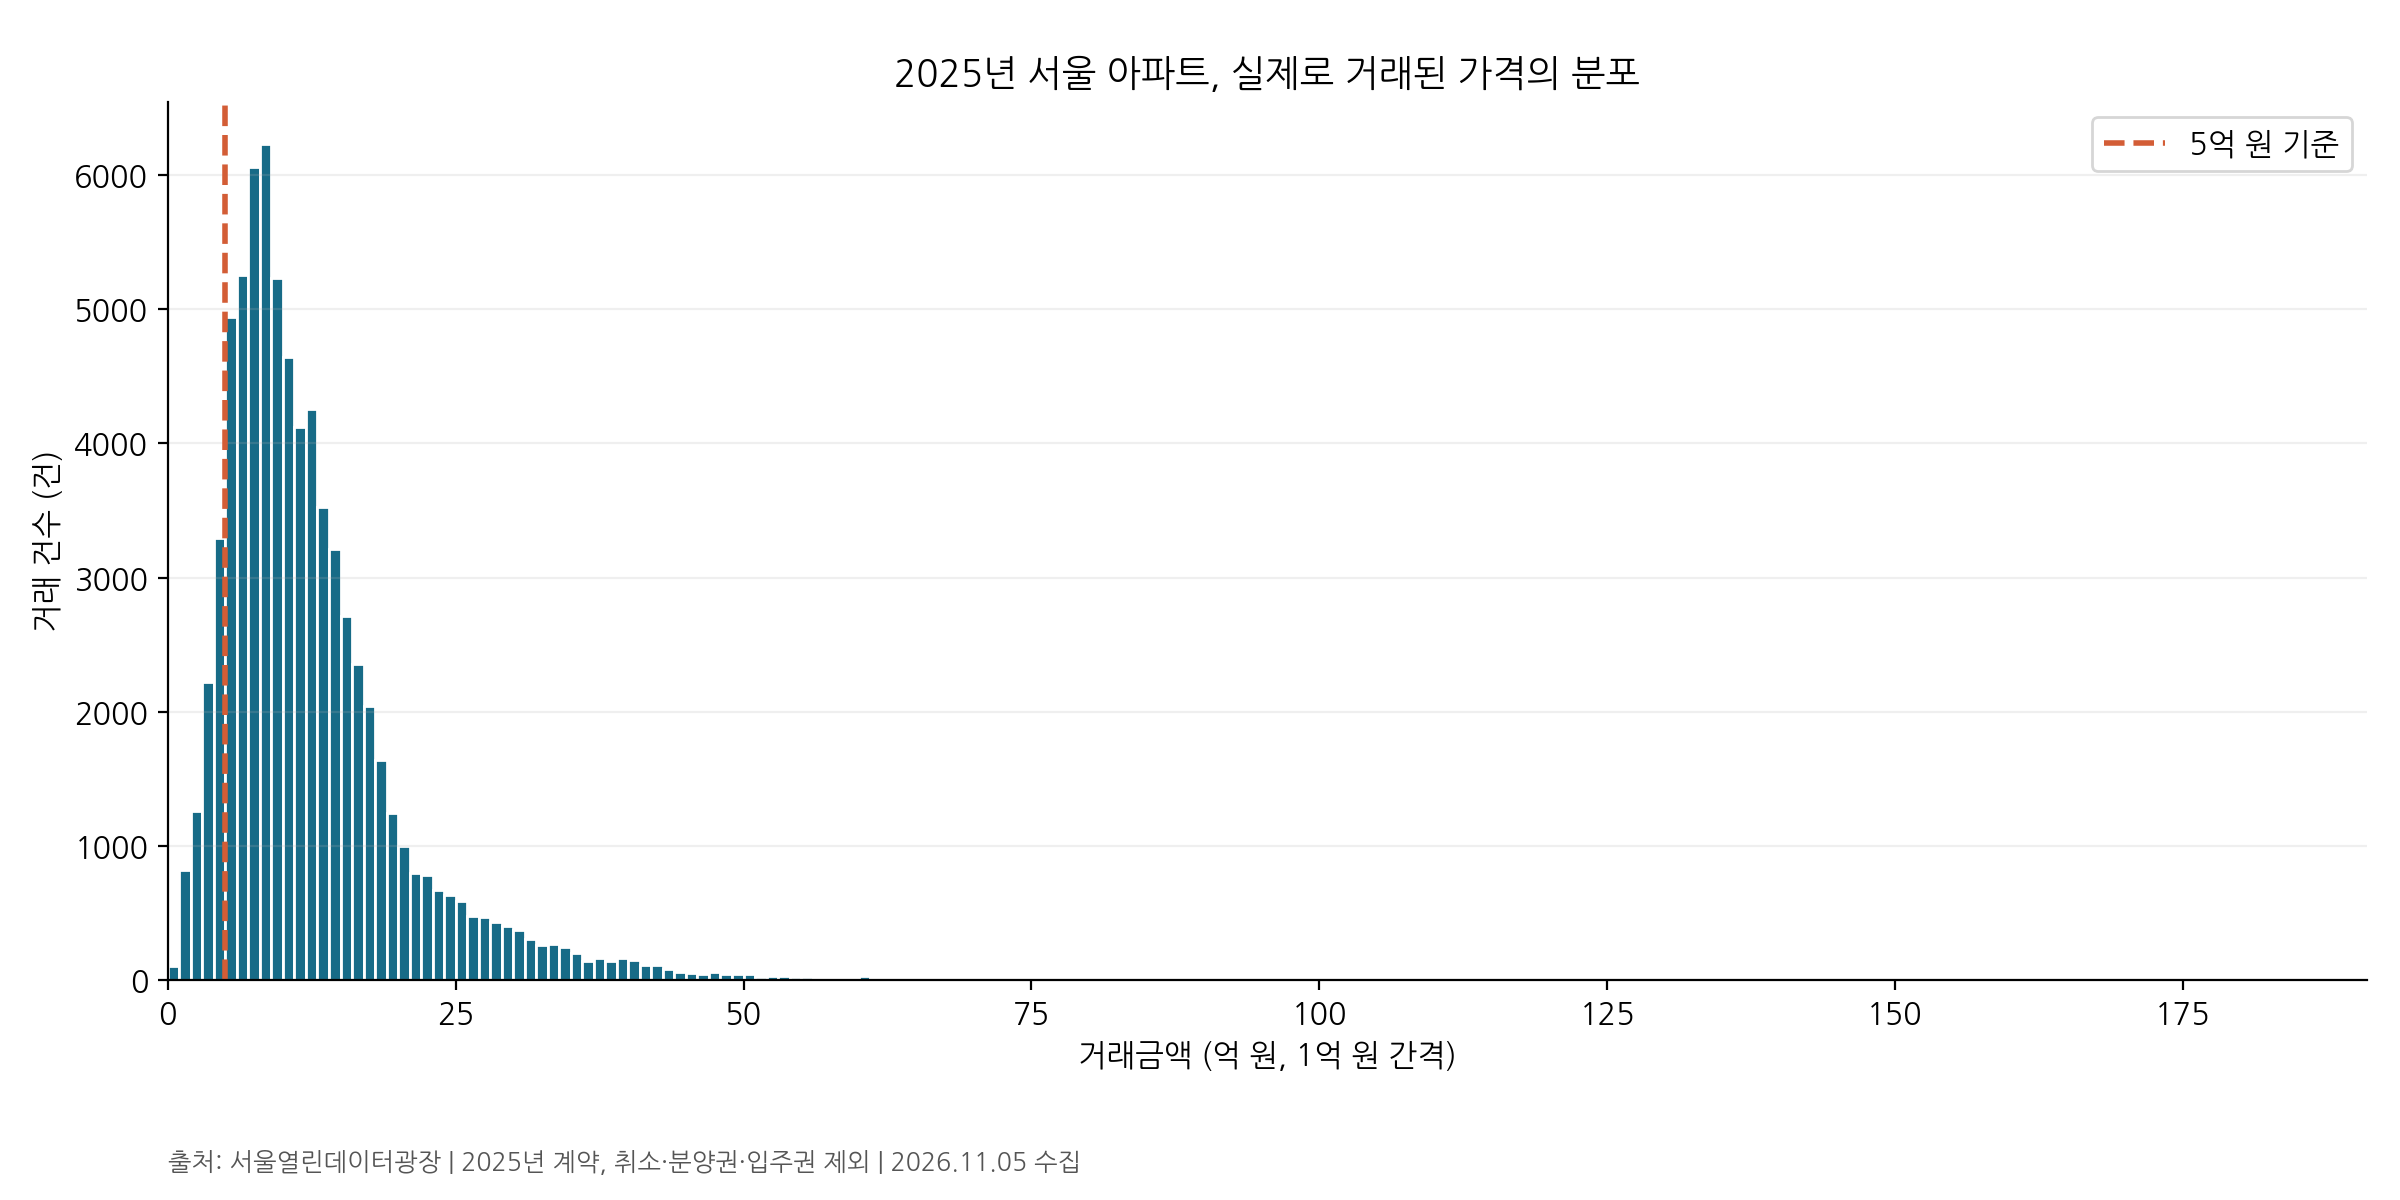 2025년 서울 아파트, 실제로 거래된 가격의 분포
5억 원 기준
거래 건수 (건)
6000
5000
4000
3000
2000
1000
0
0 25 50 75 100 125 150 175
거래금액 (억 원, 1억 원 간격)
출처: 서울열린데이터광장 | 2025년 계약, 취소·분양권·입주권 제외 | 2026.11.05 수집